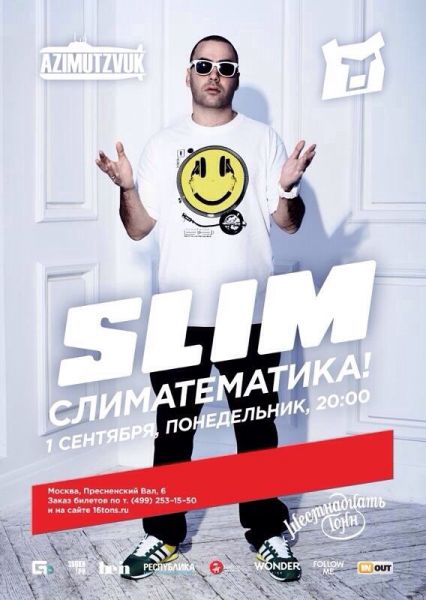 AZIMUTZVUK
SLIM
СЛИМАТЕМАТИКА!
1 СЕНТЯБРЯ, ПОНЕДЕЛЬНИК, 20:00
Москва, Пресненский Вал, 6
Заказ билетов по т. (499) 253-15-50
и на сайте 16tons.ru
Шестнадцать
Тонн
РЕСПУБЛИКА
WONDER
FOLLOW
ME
IN OUT